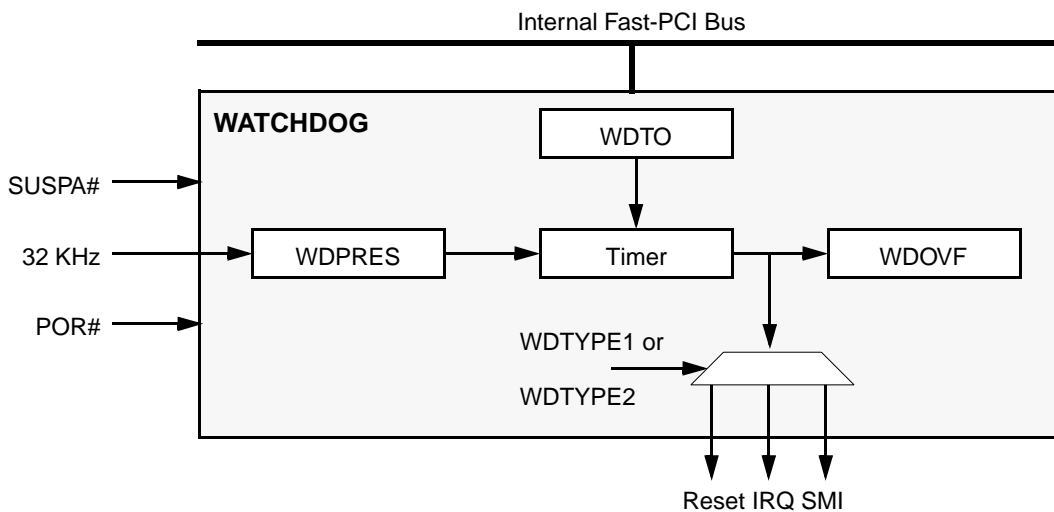 Internal Fast-PCI Bus
WATCHDOG
WDTO
SUSPA#
32 KHz
WDPRES
Timer
WDOVF
POR#
WDTYPE1 or
WDTYPE2
Reset IRQ SMI